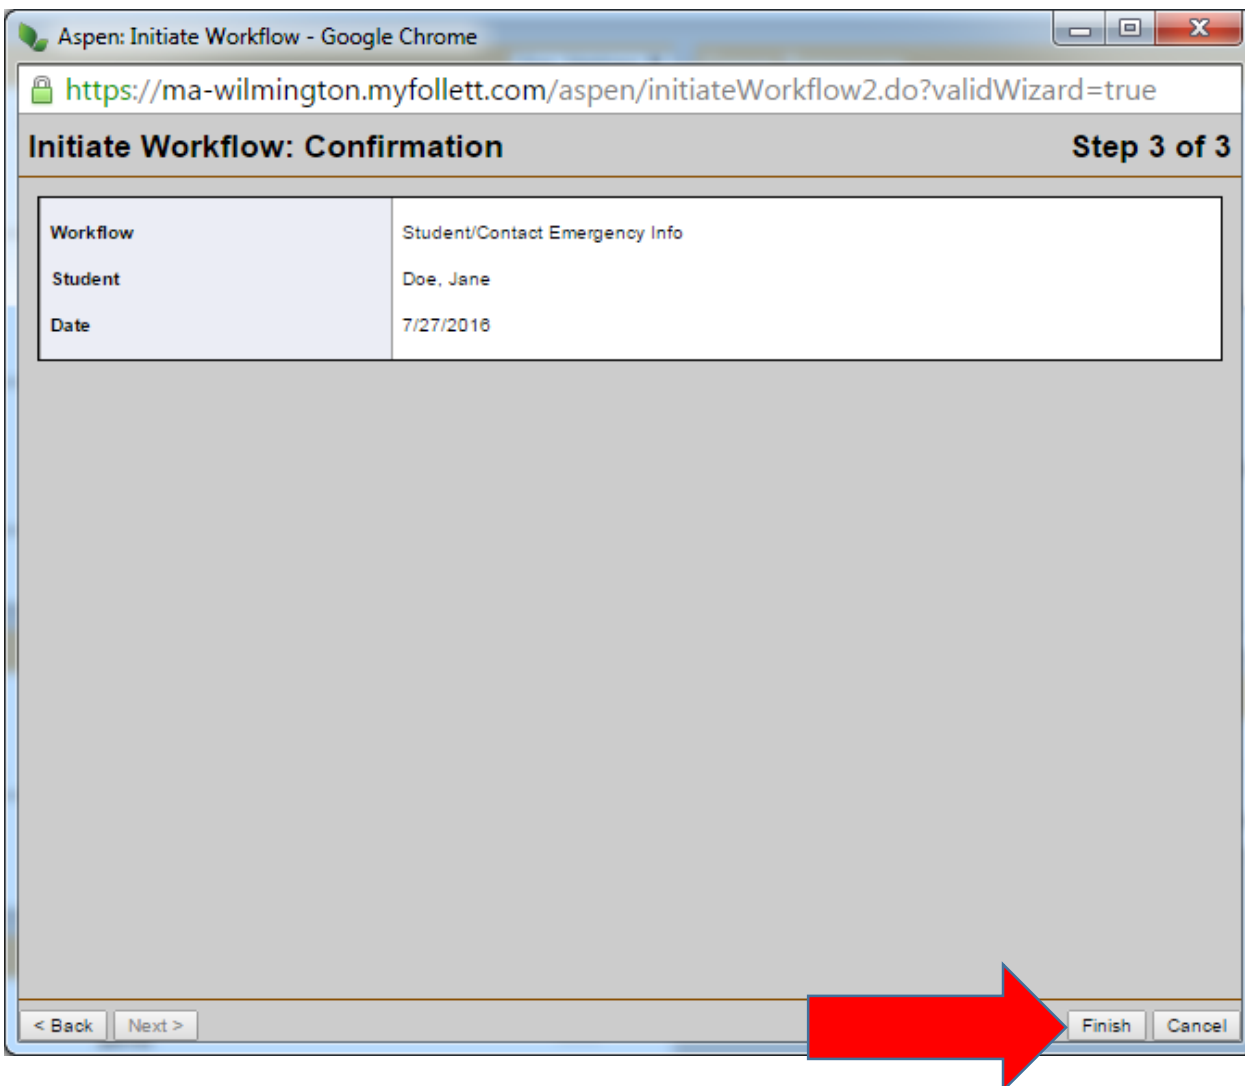 Aspen: Initiate Workflow - Google Chrome
https://ma-wilmington.myfollett.com/aspen/initiateWorkflow2.do?validWizard=true
Initiate Workflow: Confirmation Step 3 of 3
Workflow Student/Contact Emergency Info
Student Doe, Jane
Date 7/27/2016
< Back Next > Finish Cancel